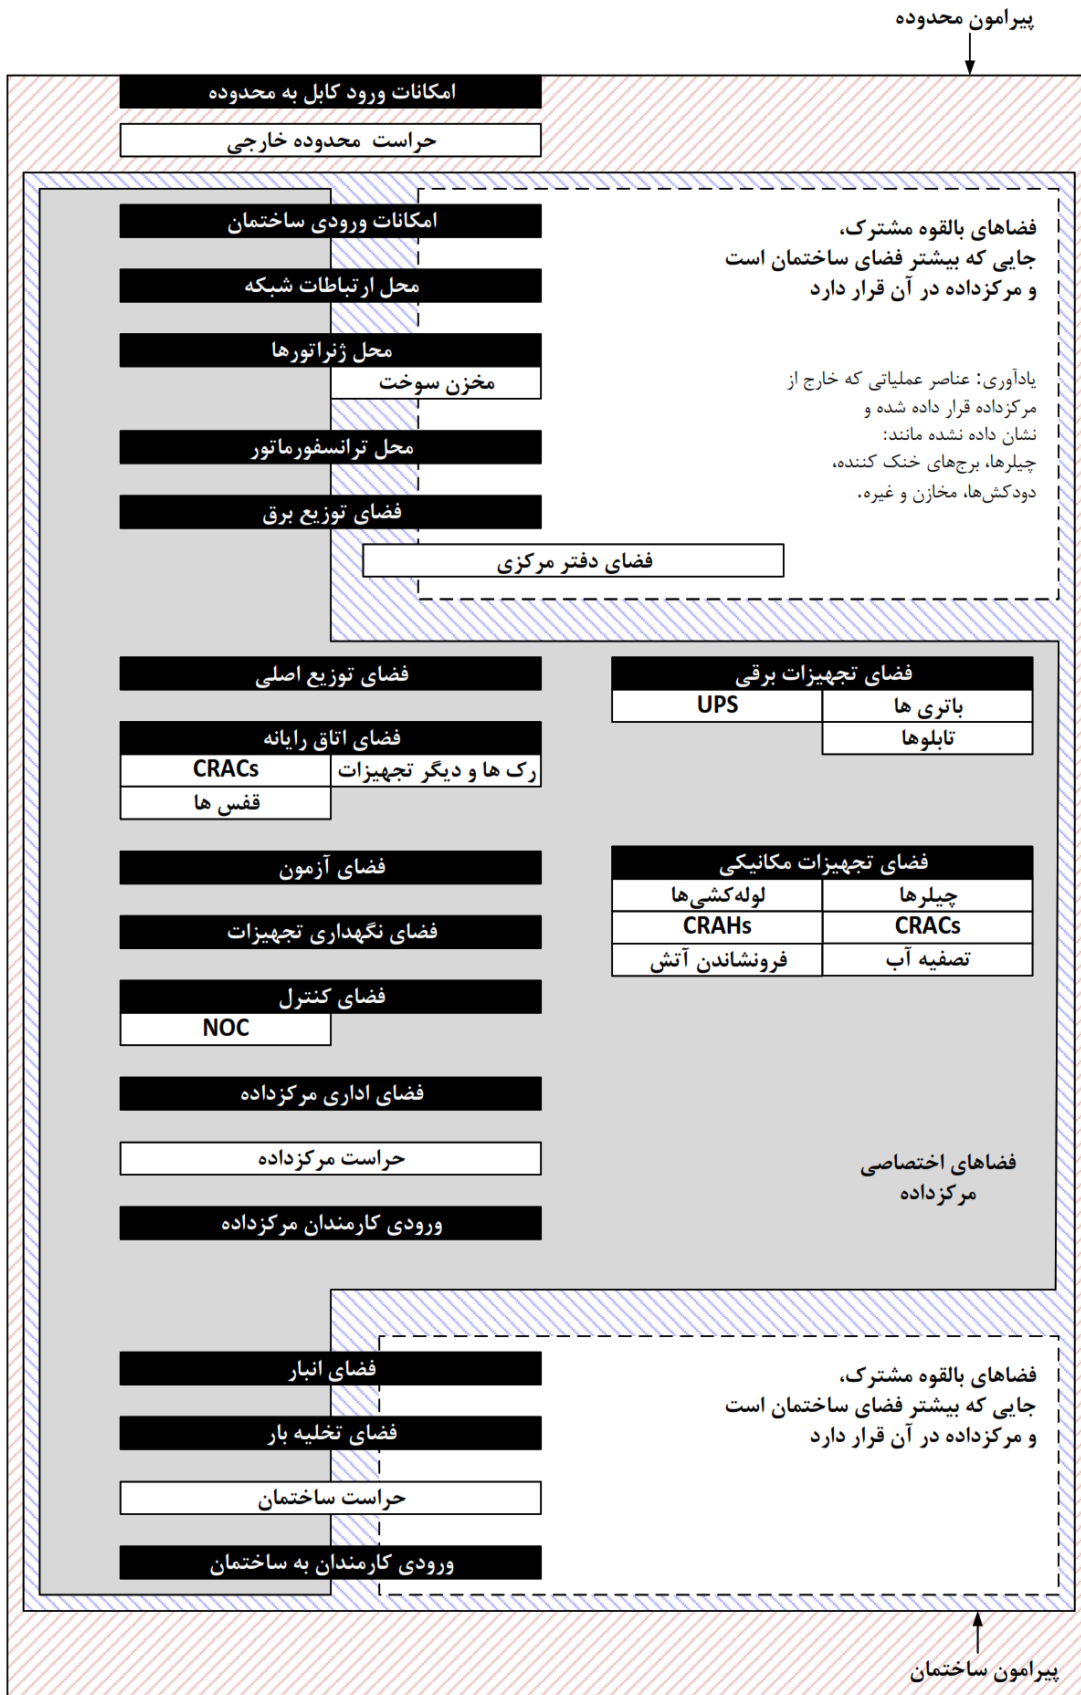 پیرامون محدوده
امکانات ورود کابل به محدوده
حراست محدوده خارجی
امکانات ورودی ساختمان
محل ارتباطات شبکه
محل ژنراتورها
مخزن سوخت
محل ترانسفورماتور
فضای توزیع برق
فضای دفتر مرکزی
فضاهای بالقوه مشترک،
جایی که بیشتر فضای ساختمان است
و مرکزداده در آن قرار دارد
یادآوری: عناصر عملیاتی که خارج از
مرکزداده قرار داده شده و
نشان داده نشده مانند:
چیلرها، برج‌های خنک کننده،
دودکش‌ها، مخازن و غیره.
فضای تجهیزات برقی
باتری ها
UPS
تابلوها
فضای توزیع اصلی
فضای اتاق رایانه
رک ها و دیگر تجهیزات
CRACs
قفس ها
فضای تجهیزات مکانیکی
چیلرها
لوله‌کشی‌ها
CRACs
CRAHs
تصفیه آب
فرونشاندن آتش
فضای آزمون
فضای نگهداری تجهیزات
فضای کنترل
NOC
فضای اداری مرکزداده
حراست مرکزداده
ورودی کارمندان مرکزداده
فضاهای اختصاصی
مرکزداده
فضای انبار
فضای تخلیه بار
حراست ساختمان
ورودی کارمندان به ساختمان
فضاهای بالقوه مشترک،
جایی که بیشتر فضای ساختمان است
و مرکزداده در آن قرار دارد
پیرامون ساختمان